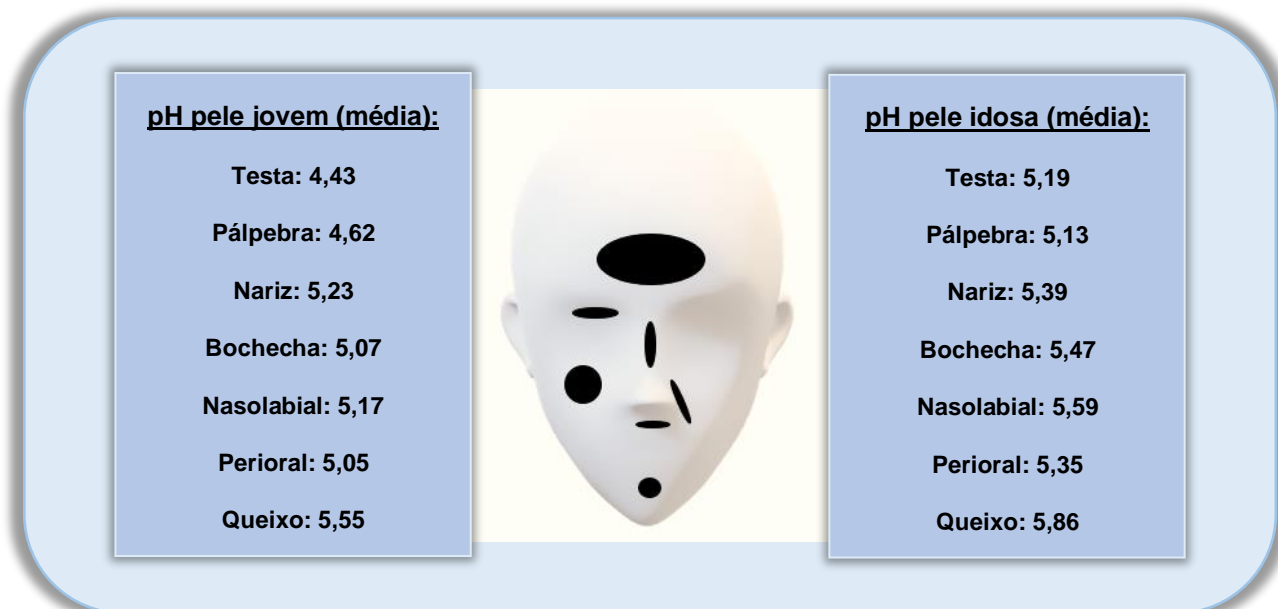 pH pele jovem (média):
Testa: 4,43
Pálpebra: 4,62
Nariz: 5,23
Bochecha: 5,07
Nasolabial: 5,17
Perioral: 5,05
Queixo: 5,55
pH pele idosa (média):
Testa: 5,19
Pálpebra: 5,13
Nariz: 5,39
Bochecha: 5,47
Nasolabial: 5,59
Perioral: 5,35
Queixo: 5,86